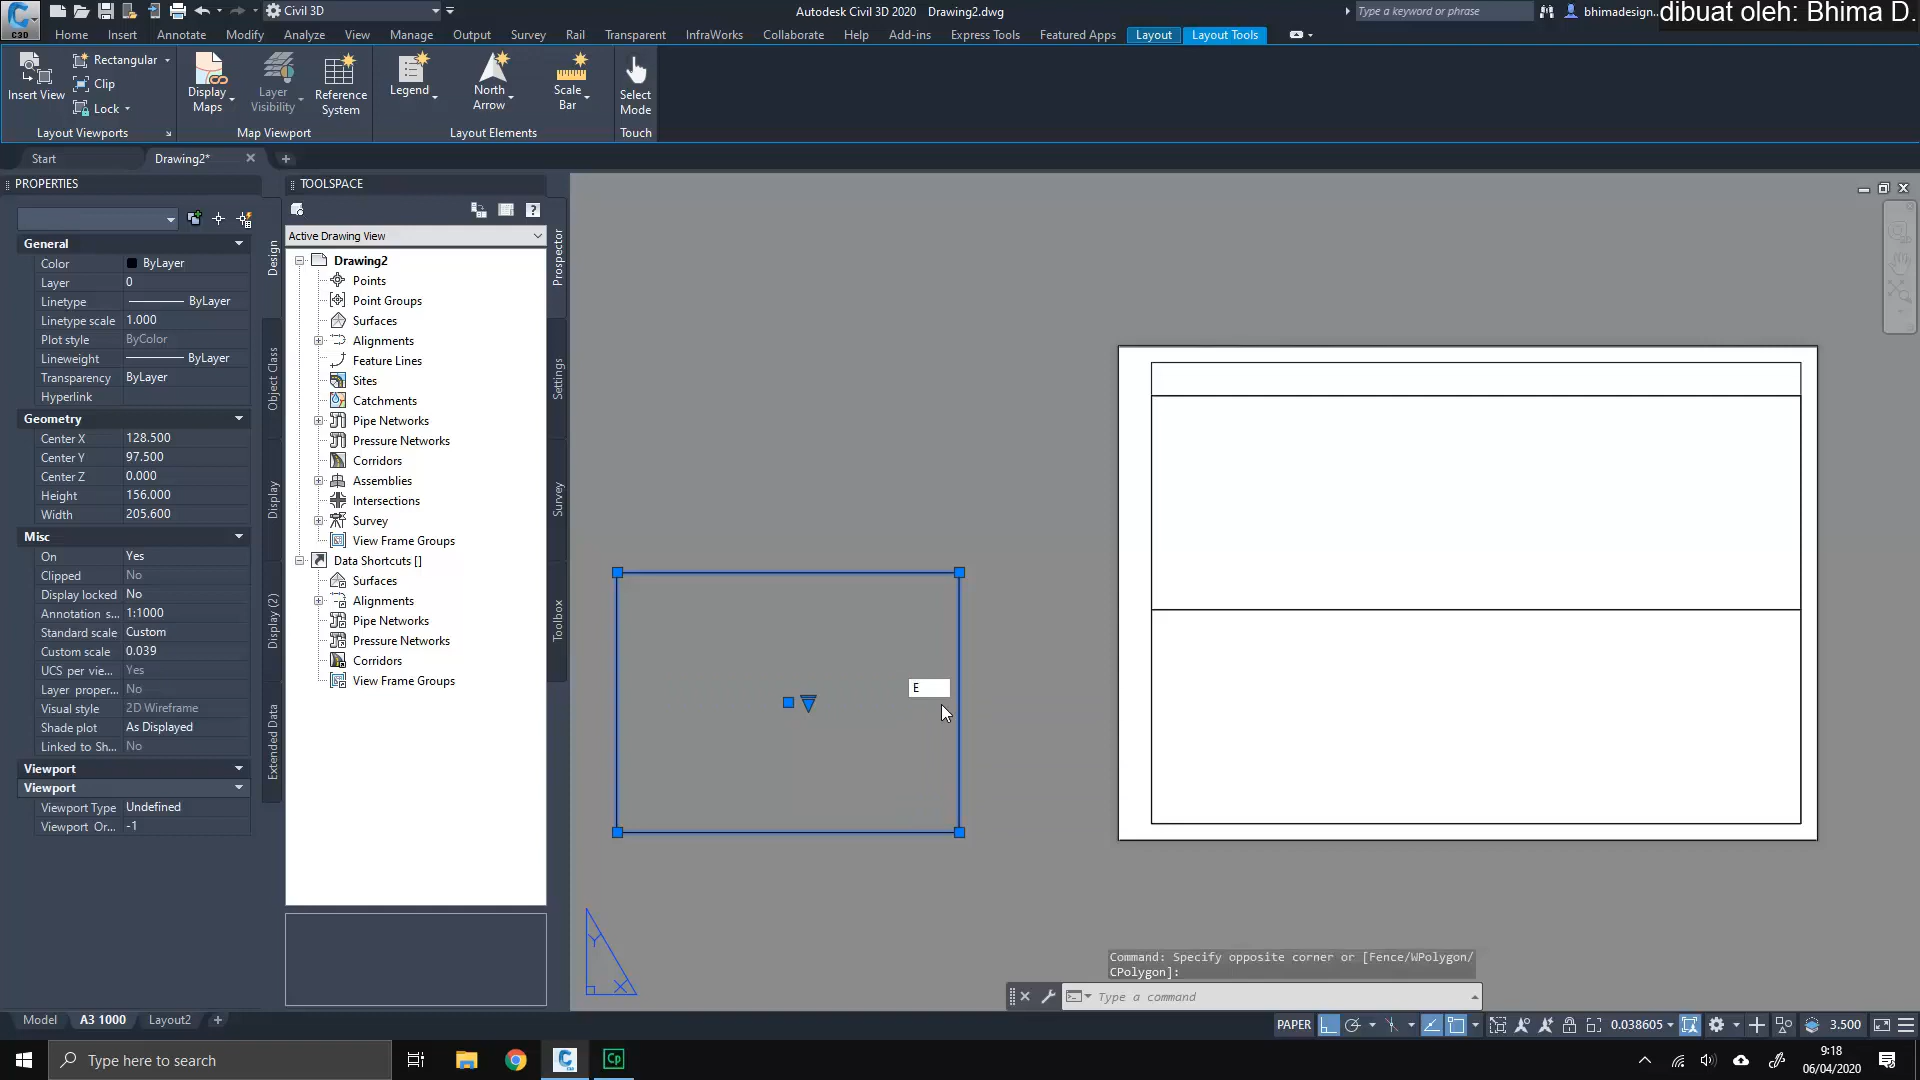 Civil 3D
Autodesk Civil 3D 2020 Drawing2.dwg
Type a keyword or phrase
bhimadesign...
dibuat oleh: Bhima D.
C3D
Home Insert Annotate Modify Analyze View Manage Output Survey Rail Transparent InfraWorks Collaborate Help Add-ins Express Tools Featured Apps Layout Layout Tools
Insert View
Rectangular
Clip
Lock
Layout Viewports
Display Maps
Layer Visibility
Reference System
Map Viewport
Legend
North Arrow
Scale Bar
Layout Elements
Select Mode
Touch
Start
Drawing2*
PROPERTIES
General
Color ByLayer
Layer 0
Linetype ByLayer
Linetype scale 1.000
Plot style ByColor
Lineweight ByLayer
Transparency ByLayer
Hyperlink
Geometry
Center X 128.500
Center Y 97.500
Center Z 0.000
Height 156.000
Width 205.600
Misc
On Yes
Clipped No
Display locked No
Annotation s... 1:1000
Standard scale Custom
Custom scale 0.039
UCS per vie... Yes
Layer proper... No
Visual style 2D Wireframe
Shade plot As Displayed
Linked to Sh... No
Viewport
Viewport
Viewport Type Undefined
Viewport Or... -1
Design
Object Class
Display
Display (2)
Extended Data
TOOLSPACE
Active Drawing View
Drawing2
Points
Point Groups
Surfaces
Alignments
Feature Lines
Sites
Catchments
Pipe Networks
Pressure Networks
Corridors
Assemblies
Intersections
Survey
View Frame Groups
Data Shortcuts []
Surfaces
Alignments
Pipe Networks
Pressure Networks
Corridors
View Frame Groups
Prospector
Settings
Survey
Toolbox
E
Y
X
Command: Specify opposite corner or [Fence/WPolygon/
CPolygon]:
Type a command
Model A3 1000 Layout2
PAPER
0.038605
3.500
Type here to search
Cp
9:18
06/04/2020